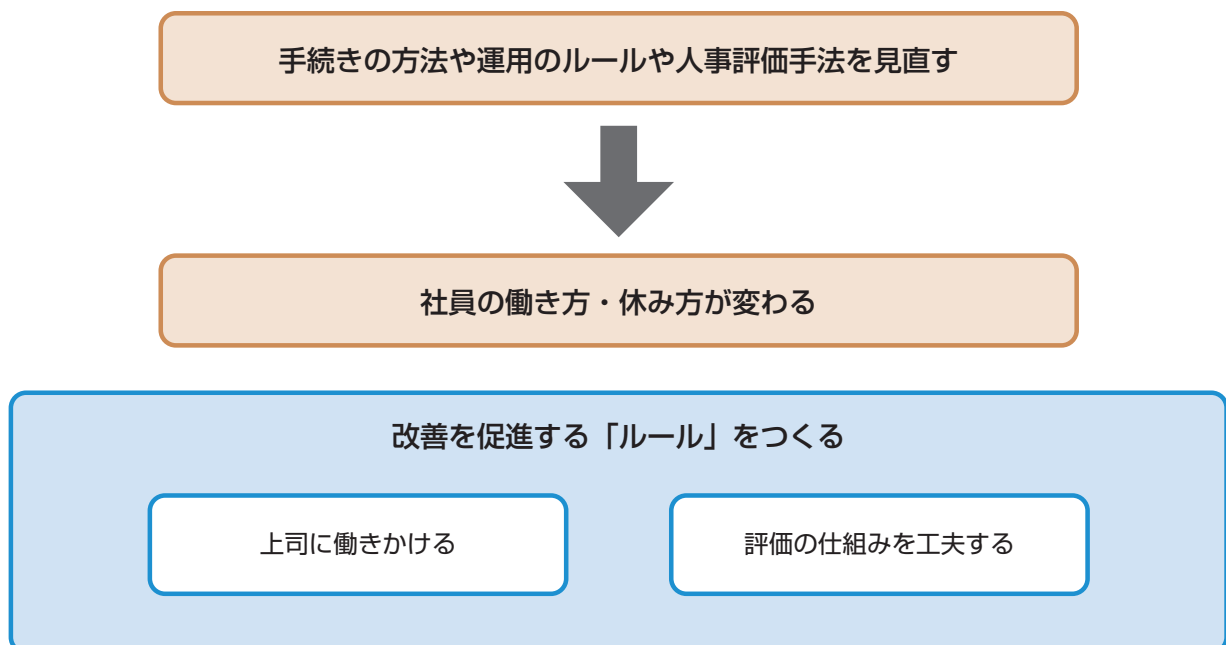 手続きの方法や運用のルールや人事評価手法を見直す
社員の働き方・休み方が変わる
改善を促進する「ルール」をつくる
上司に働きかける
評価の仕組みを工夫する